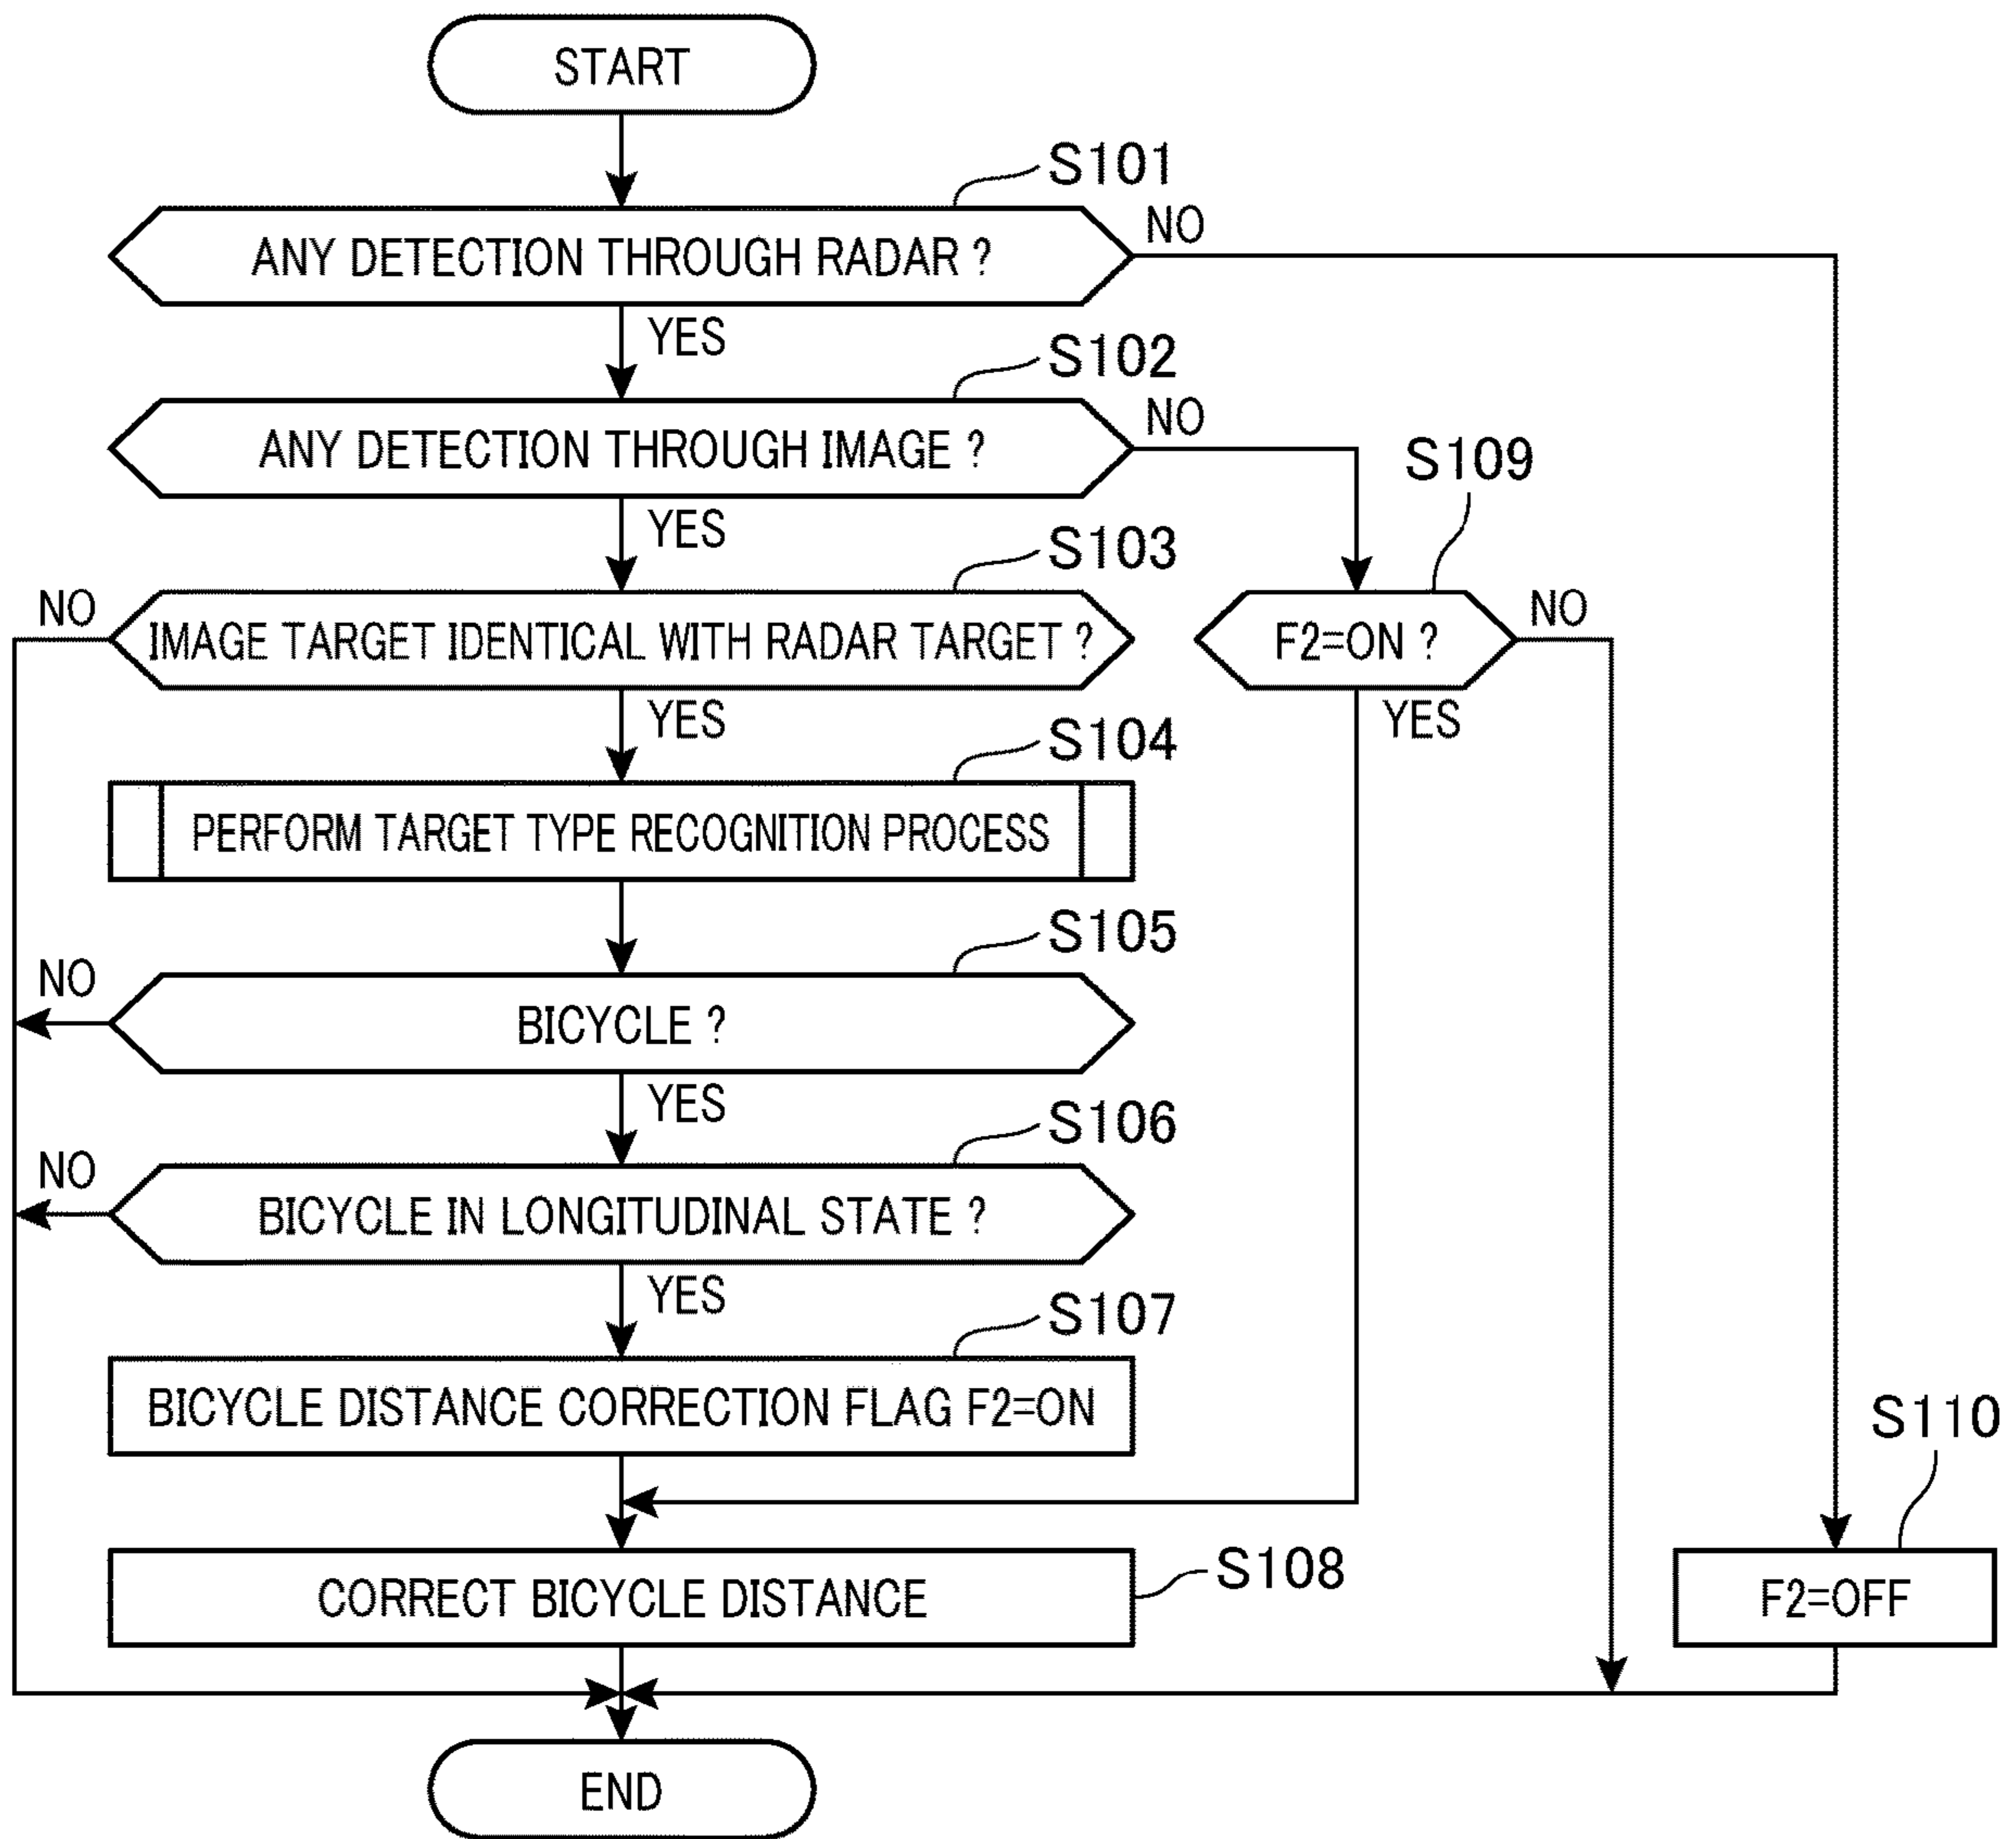 START
S101
ANY DETECTION THROUGH RADAR ?
NO
YES
S102
ANY DETECTION THROUGH IMAGE ?
NO
YES
S109
S103
NO
IMAGE TARGET IDENTICAL WITH RADAR TARGET ?
F2=ON ?
NO
YES
YES
S104
PERFORM TARGET TYPE RECOGNITION PROCESS
S105
NO
BICYCLE ?
YES
S106
NO
BICYCLE IN LONGITUDINAL STATE ?
YES
S107
BICYCLE DISTANCE CORRECTION FLAG F2=ON
S110
CORRECT BICYCLE DISTANCE
S108
F2=OFF
END